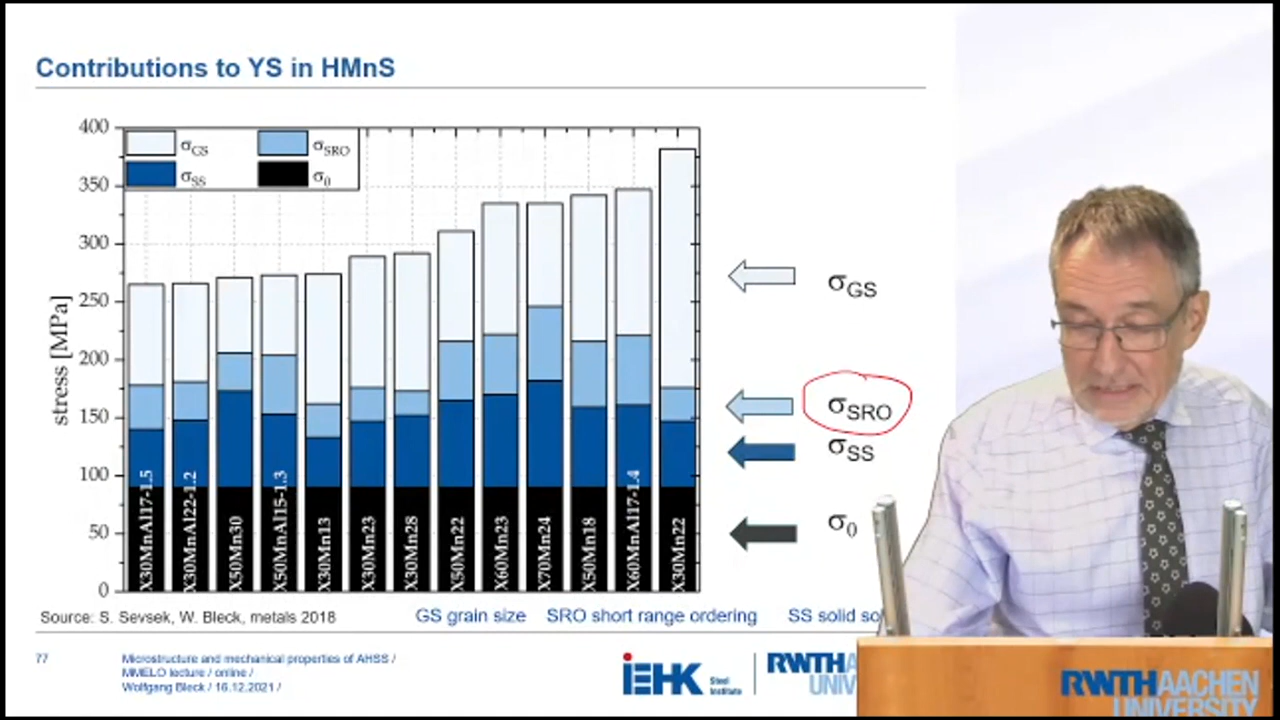 Contributions to YS in HMnS
400
350
300
250
200
150
100
50
0
stress [MPa]
σGS
σSRO
σSS
σ0
X30MnAl17-1.5
X30MnAl22-1.2
X50Mn30
X50MnAl15-1.3
X30Mn13
X30Mn23
X30Mn28
X50Mn22
X60Mn23
X70Mn24
X50Mn18
X60MnAl17-1.4
X30Mn22
σGS
σSRO
σSS
σ0
Source: S. Sevsek, W. Bleck, metals 2018
GS grain size SRO short range ordering SS solid so
77
Microstructure and mechanical properties of AHSS /
MMELO lecture / online /
Wolfgang Bleck / 16.12.2021 /
iEHK Steel
Institute
RWTHA
UNIV
RWTHAACHEN
UNIVERSITY